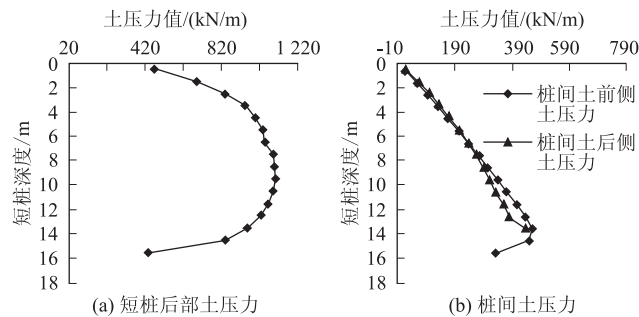 土压力值/(kN/m)
20 420 820 1 220
0
2
4
6
8
10
12
14
16
18
短桩深度/m
(a) 短桩后部土压力
土压力值/(kN/m)
-10 190 390 590 790
0
2
4
6
8
10
12
14
16
18
短桩深度/m
桩间土前侧
土压力
桩间土后侧
土压力
(b) 桩间土压力